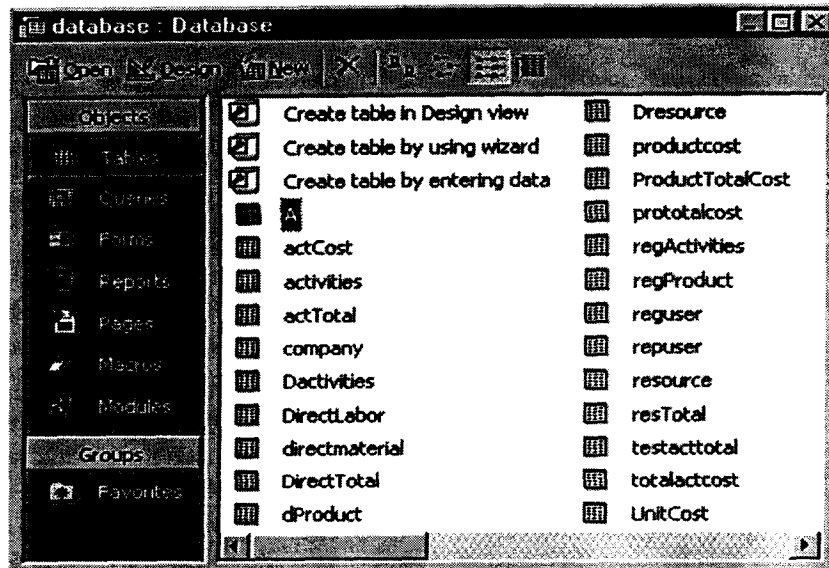 database : Database
Open Design New
Objects
Tables
Queries
Forms
Reports
Pages
Macros
Modules
Groups
Favorites
Create table in Design view
Create table by using wizard
Create table by entering data
A
actCost
activities
actTotal
company
Dactivities
DirectLabor
directmaterial
DirectTotal
dProduct
Dresource
productcost
ProductTotalCost
prototalcost
regActivities
regProduct
reguser
repuser
resource
resTotal
testacttotal
totalactcost
UnitCost